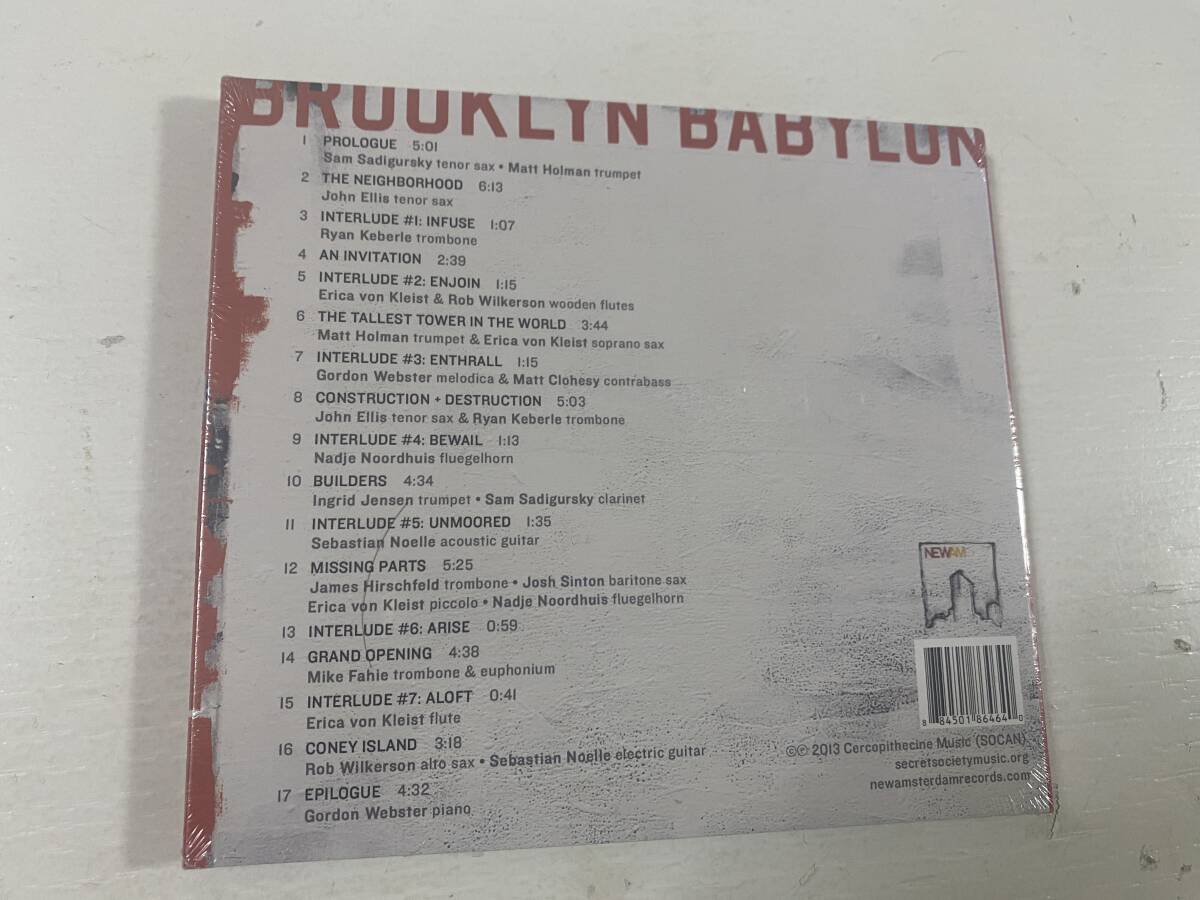 BROOKLYN BABYLON
1 PROLOGUE 5:01
Sam Sadigursky tenor sax • Matt Holman trumpet
2 THE NEIGHBORHOOD 6:13
John Ellis tenor sax
3 INTERLUDE #1: INFUSE 1:07
Ryan Keberle trombone
4 AN INVITATION 2:39
5 INTERLUDE #2: ENJOIN 1:15
Erica von Kleist & Rob Wilkerson wooden flutes
6 THE TALLEST TOWER IN THE WORLD 3:44
Matt Holman trumpet & Erica von Kleist soprano sax
7 INTERLUDE #3: ENTHRALL 1:15
Gordon Webster melodica & Matt Clohesy contrabass
8 CONSTRUCTION + DESTRUCTION 5:03
John Ellis tenor sax & Ryan Keberle trombone
9 INTERLUDE #4: BEWAIL 1:13
Nadje Noordhuis fluegelhorn
10 BUILDERS 4:34
Ingrid Jensen trumpet • Sam Sadigursky clarinet
11 INTERLUDE #5: UNMOORED 1:35
Sebastian Noelle acoustic guitar
12 MISSING PARTS 5:25
James Hirschfeld trombone • Josh Sinton baritone sax
Erica von Kleist piccolo • Nadje Noordhuis fluegelhorn
13 INTERLUDE #6: ARISE 0:59
14 GRAND OPENING 4:38
Mike Fahie trombone & euphonium
15 INTERLUDE #7: ALOFT 0:41
Erica von Kleist flute
16 CONEY ISLAND 3:18
Rob Wilkerson alto sax • Sebastian Noelle electric guitar
17 EPILOGUE 4:32
Gordon Webster piano
NEWAM
8 84501 86464 0
©℗ 2013 Cercopithecine Music (SOCAN)
secretsocietymusic.org
newamsterdamrecords.com